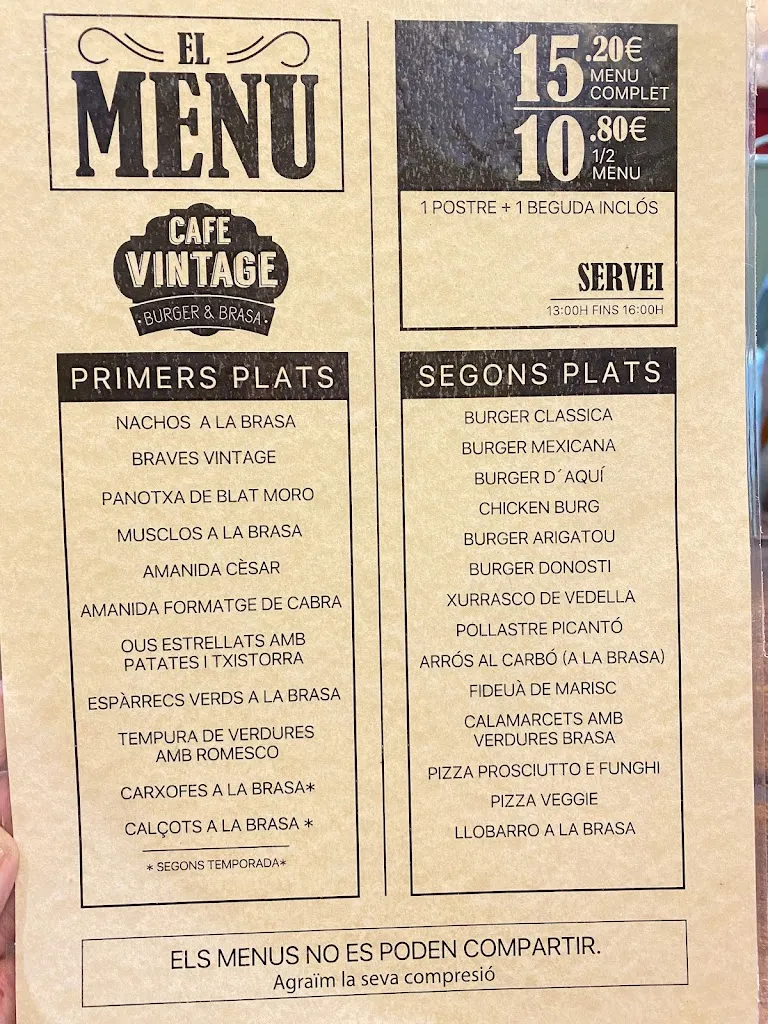 EL
MENU
CAFE
VINTAGE
· BURGER & BRASA ·
15.20€
MENU
COMPLET
10.80€
1/2
MENU
1 POSTRE + 1 BEGUDA INCLÓS
SERVEI
13:00H FINS 16:00H
PRIMERS PLATS
NACHOS A LA BRASA
BRAVES VINTAGE
PANOTXA DE BLAT MORO
MUSCLOS A LA BRASA
AMANIDA CÈSAR
AMANIDA FORMATGE DE CABRA
OUS ESTRELLATS AMB
PATATES I TXISTORRA
ESPÀRRECS VERDS A LA BRASA
TEMPURA DE VERDURES
AMB ROMESCO
CARXOFES A LA BRASA*
CALÇOTS A LA BRASA *
* SEGONS TEMPORADA*
SEGONS PLATS
BURGER CLASSICA
BURGER MEXICANA
BURGER D´AQUÍ
CHICKEN BURG
BURGER ARIGATOU
BURGER DONOSTI
XURRASCO DE VEDELLA
POLLASTRE PICANTÓ
ARRÓS AL CARBÓ (A LA BRASA)
FIDEUÀ DE MARISC
CALAMARCETS AMB
VERDURES BRASA
PIZZA PROSCIUTTO E FUNGHI
PIZZA VEGGIE
LLOBARRO A LA BRASA
ELS MENUS NO ES PODEN COMPARTIR.
Agraïm la seva compresió